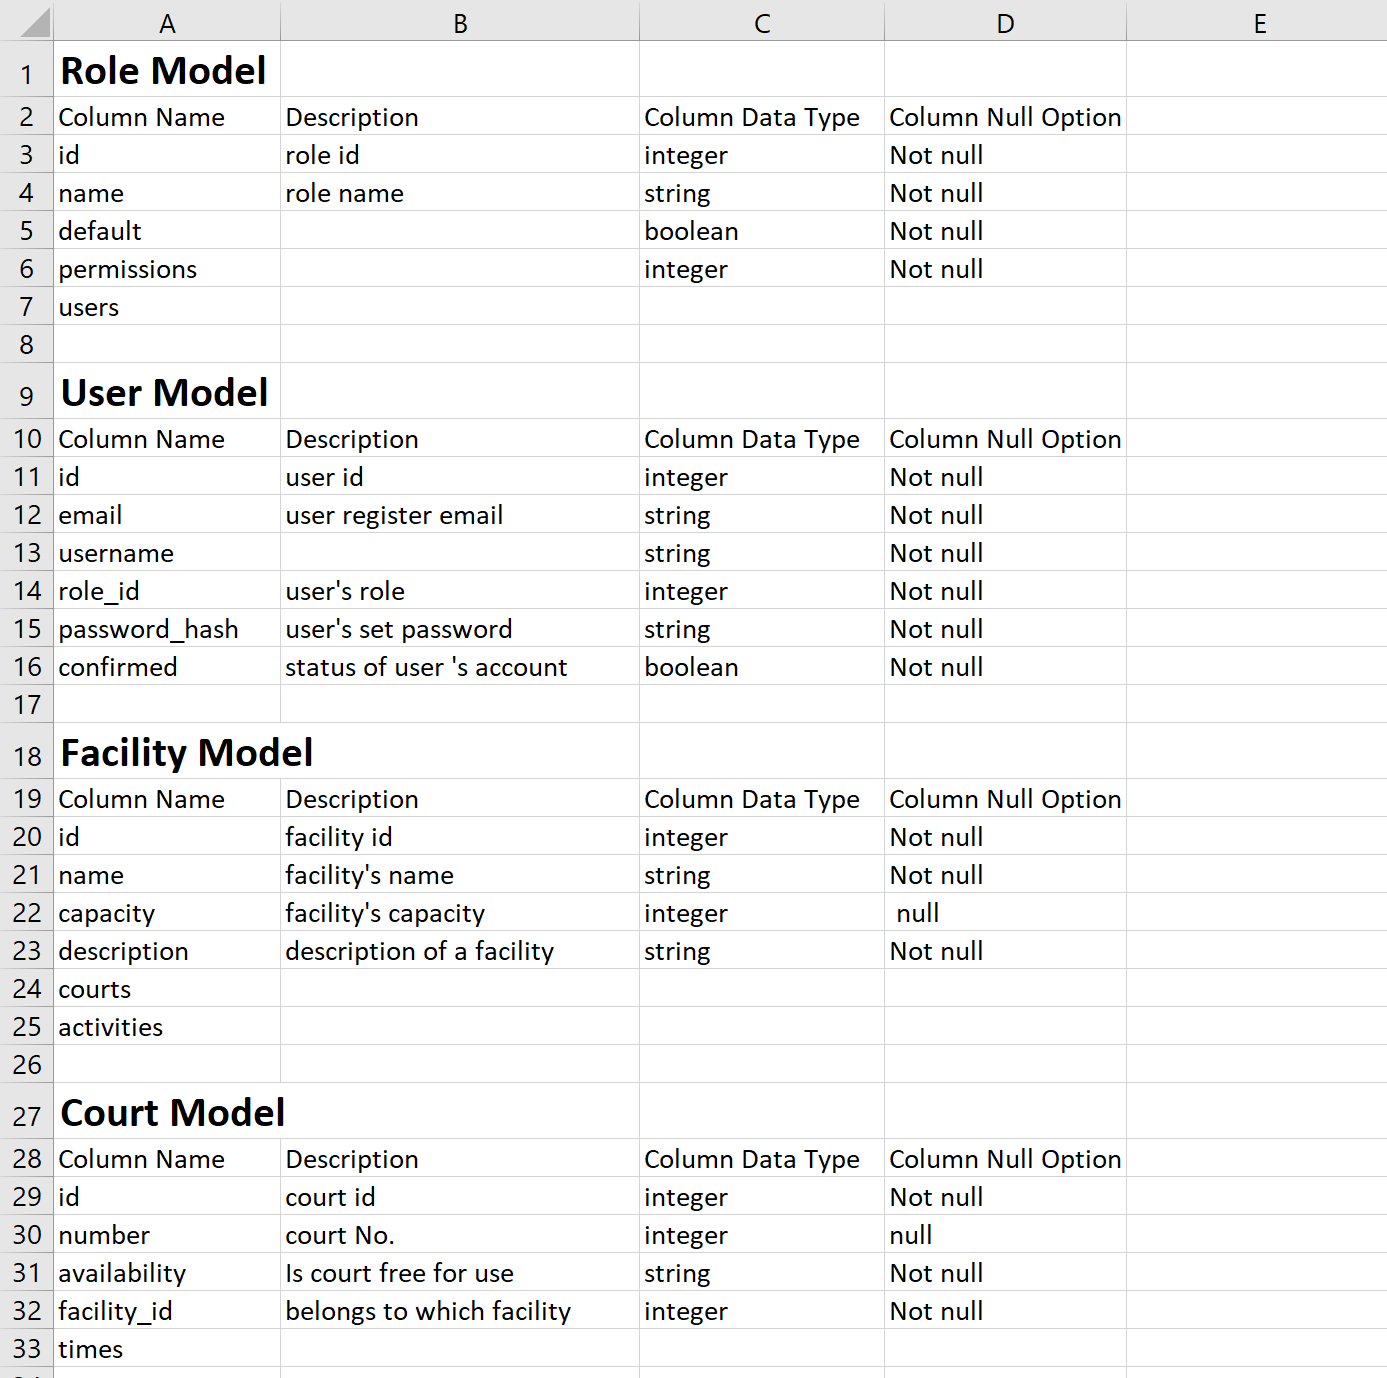 A B C D E
1 Role Model
2 Column Name Description Column Data Type Column Null Option
3 id role id integer Not null
4 name role name string Not null
5 default boolean Not null
6 permissions integer Not null
7 users
8
9 User Model
10 Column Name Description Column Data Type Column Null Option
11 id user id integer Not null
12 email user register email string Not null
13 username string Not null
14 role_id user's role integer Not null
15 password_hash user's set password string Not null
16 confirmed status of user 's account boolean Not null
17
18 Facility Model
19 Column Name Description Column Data Type Column Null Option
20 id facility id integer Not null
21 name facility's name string Not null
22 capacity facility's capacity integer null
23 description description of a facility string Not null
24 courts
25 activities
26
27 Court Model
28 Column Name Description Column Data Type Column Null Option
29 id court id integer Not null
30 number court No. integer null
31 availability Is court free for use string Not null
32 facility_id belongs to which facility integer Not null
33 times